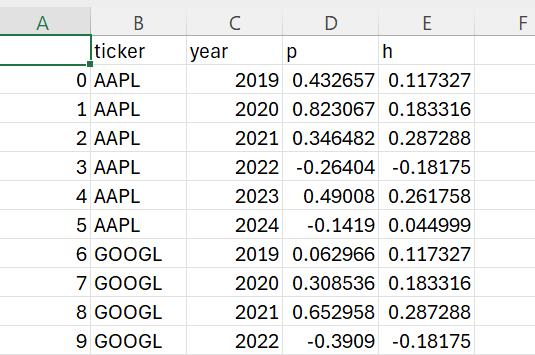 A B C D E F
ticker year p h
0 AAPL 2019 0.432657 0.117327
1 AAPL 2020 0.823067 0.183316
2 AAPL 2021 0.346482 0.287288
3 AAPL 2022 -0.26404 -0.18175
4 AAPL 2023 0.49008 0.261758
5 AAPL 2024 -0.1419 0.044999
6 GOOGL 2019 0.062966 0.117327
7 GOOGL 2020 0.308536 0.183316
8 GOOGL 2021 0.652958 0.287288
9 GOOGL 2022 -0.3909 -0.18175